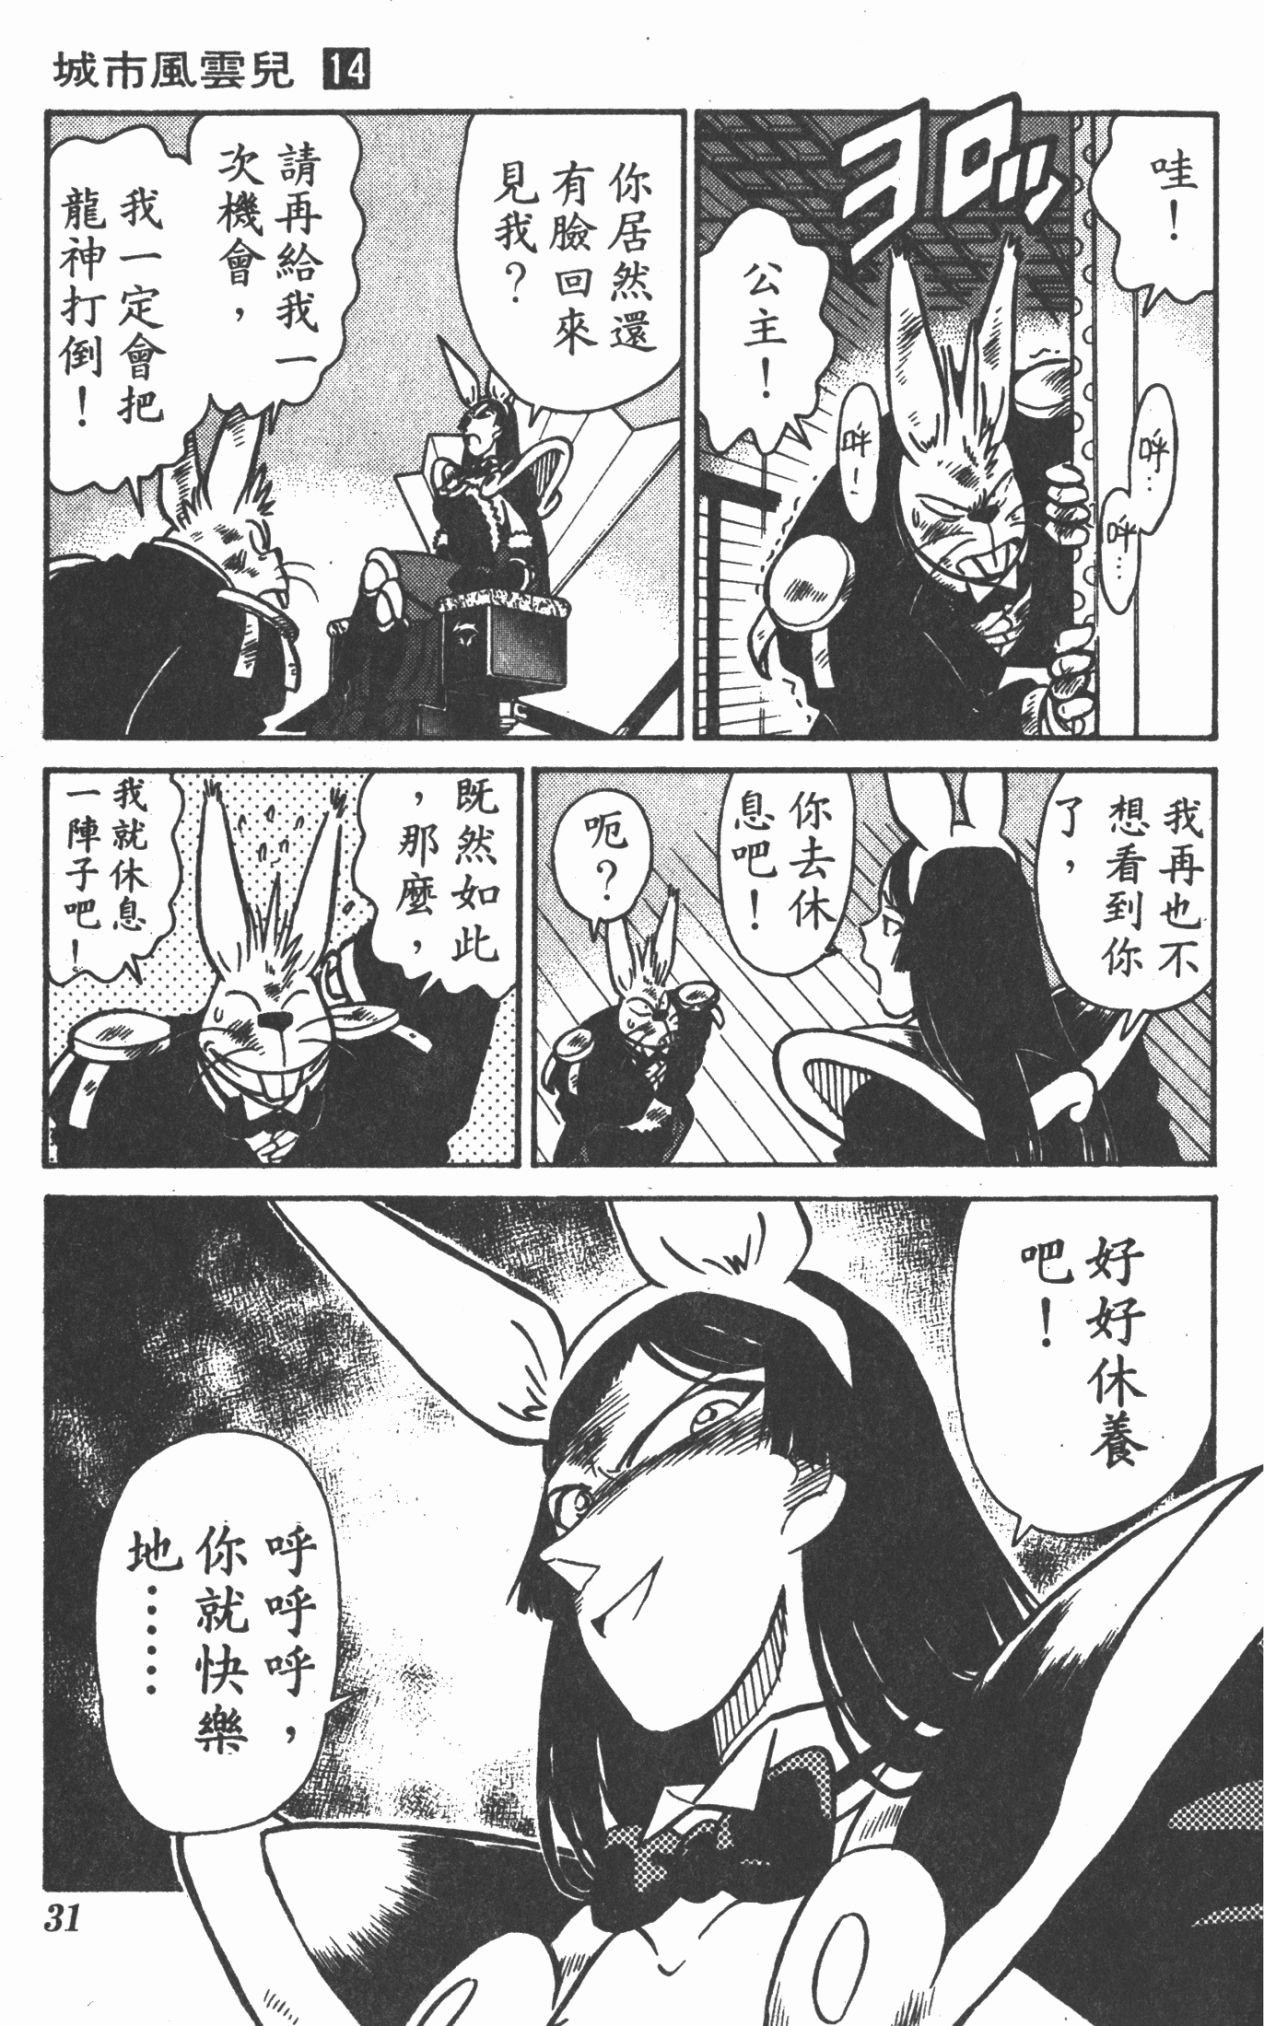 城市風雲兒 14
哇！
ヨロッ
公主！
呼…
呼…
呼！
你居然還
有臉回來
見我？
請再給我一
次機會，
我一定會把
龍神打倒！
我再也不
想看到你
了，
你去休
息吧！
呃？
既然如此
，那麼，
我就休息
一陣子吧！
好好休養
吧！
呼呼呼，
你就快樂
地……
31